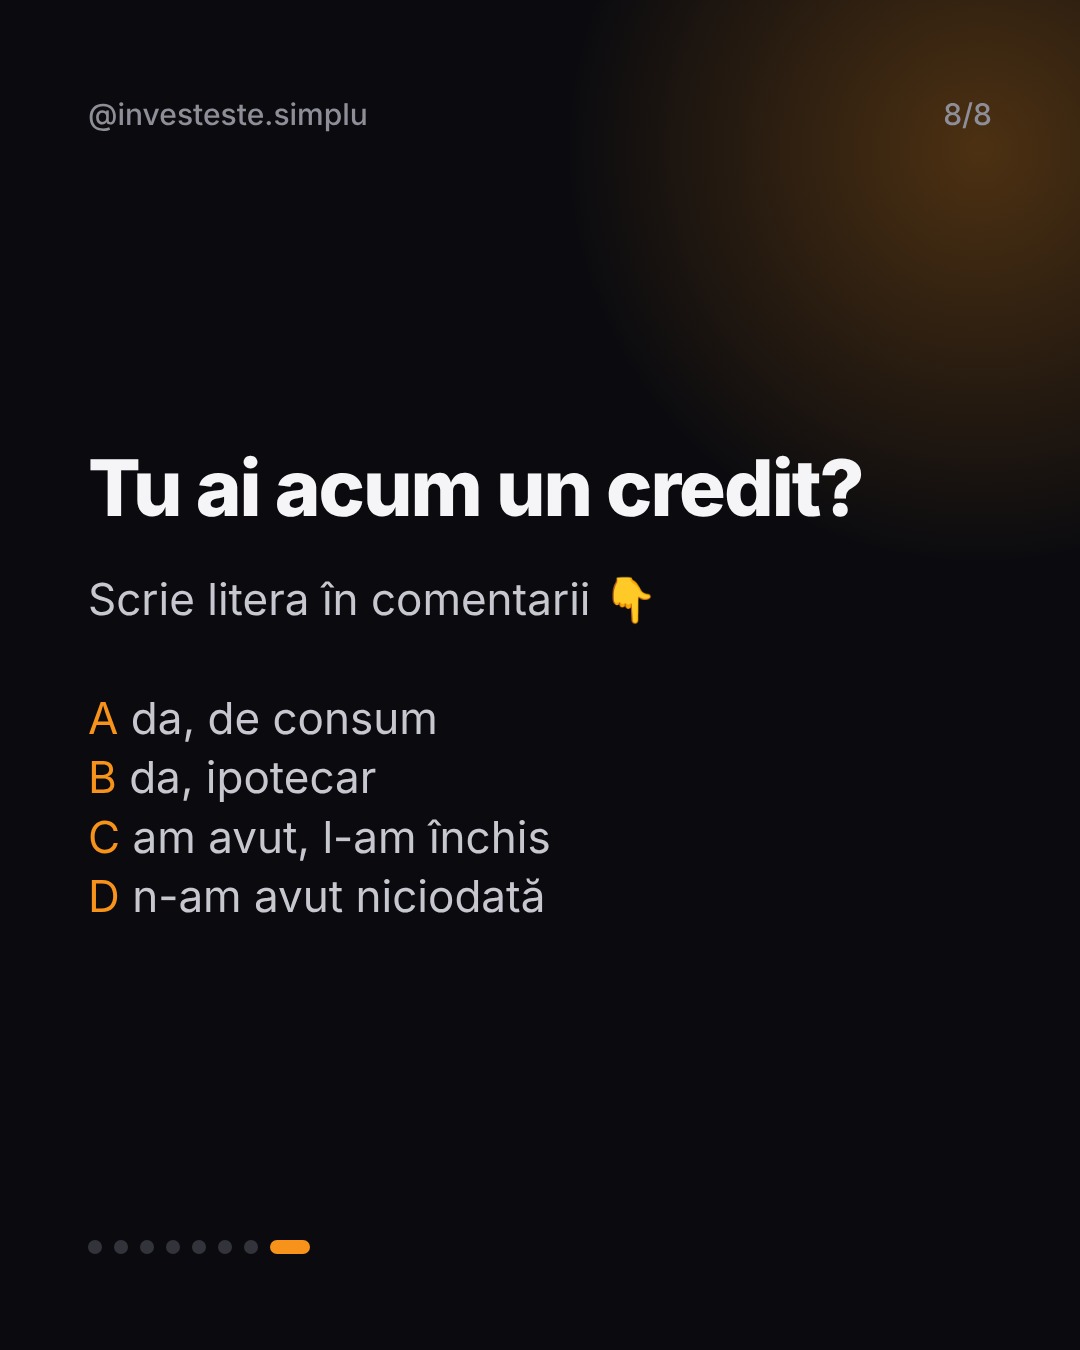 @investeste.simplu
8/8
Tu ai acum un credit?
Scrie litera în comentarii 👇
A da, de consum
B da, ipotecar
C am avut, l-am închis
D n-am avut niciodată